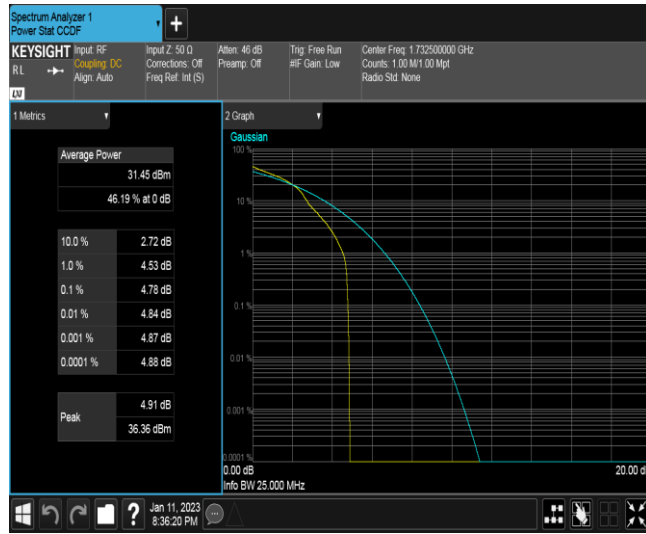 Spectrum Analyzer 1
Power Stat CCDF
+
KEYSIGHT
RL
LXI
Input: RF
Coupling: DC
Align: Auto
Input Z: 50 Ω
Corrections: Off
Freq Ref: Int (S)
Atten: 46 dB
Preamp: Off
Trig: Free Run
#IF Gain: Low
Center Freq: 1.732500000 GHz
Counts: 1.00 M/1.00 Mpt
Radio Std: None
1 Metrics
Average Power
31.45 dBm
46.19 % at 0 dB
10.0 % 2.72 dB
1.0 % 4.53 dB
0.1 % 4.78 dB
0.01 % 4.84 dB
0.001 % 4.87 dB
0.0001 % 4.88 dB
Peak
4.91 dB
36.36 dBm
2 Graph
Gaussian
100 %
10 %
1 %
0.1 %
0.01 %
0.001 %
0.0001 %
0.00 dB
20.00 d
Info BW 25.000 MHz
?
Jan 11, 2023
8:36:20 PM